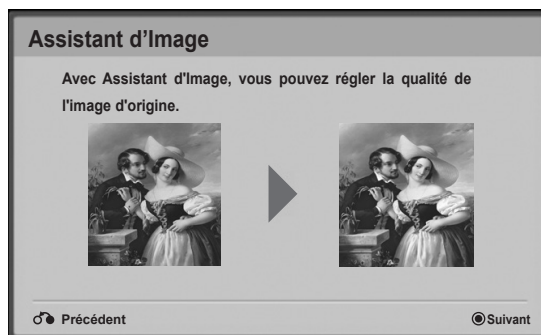 Assistant d’Image
Avec Assistant d'Image, vous pouvez régler la qualité de
l'image d'origine.
Précédent
Suivant